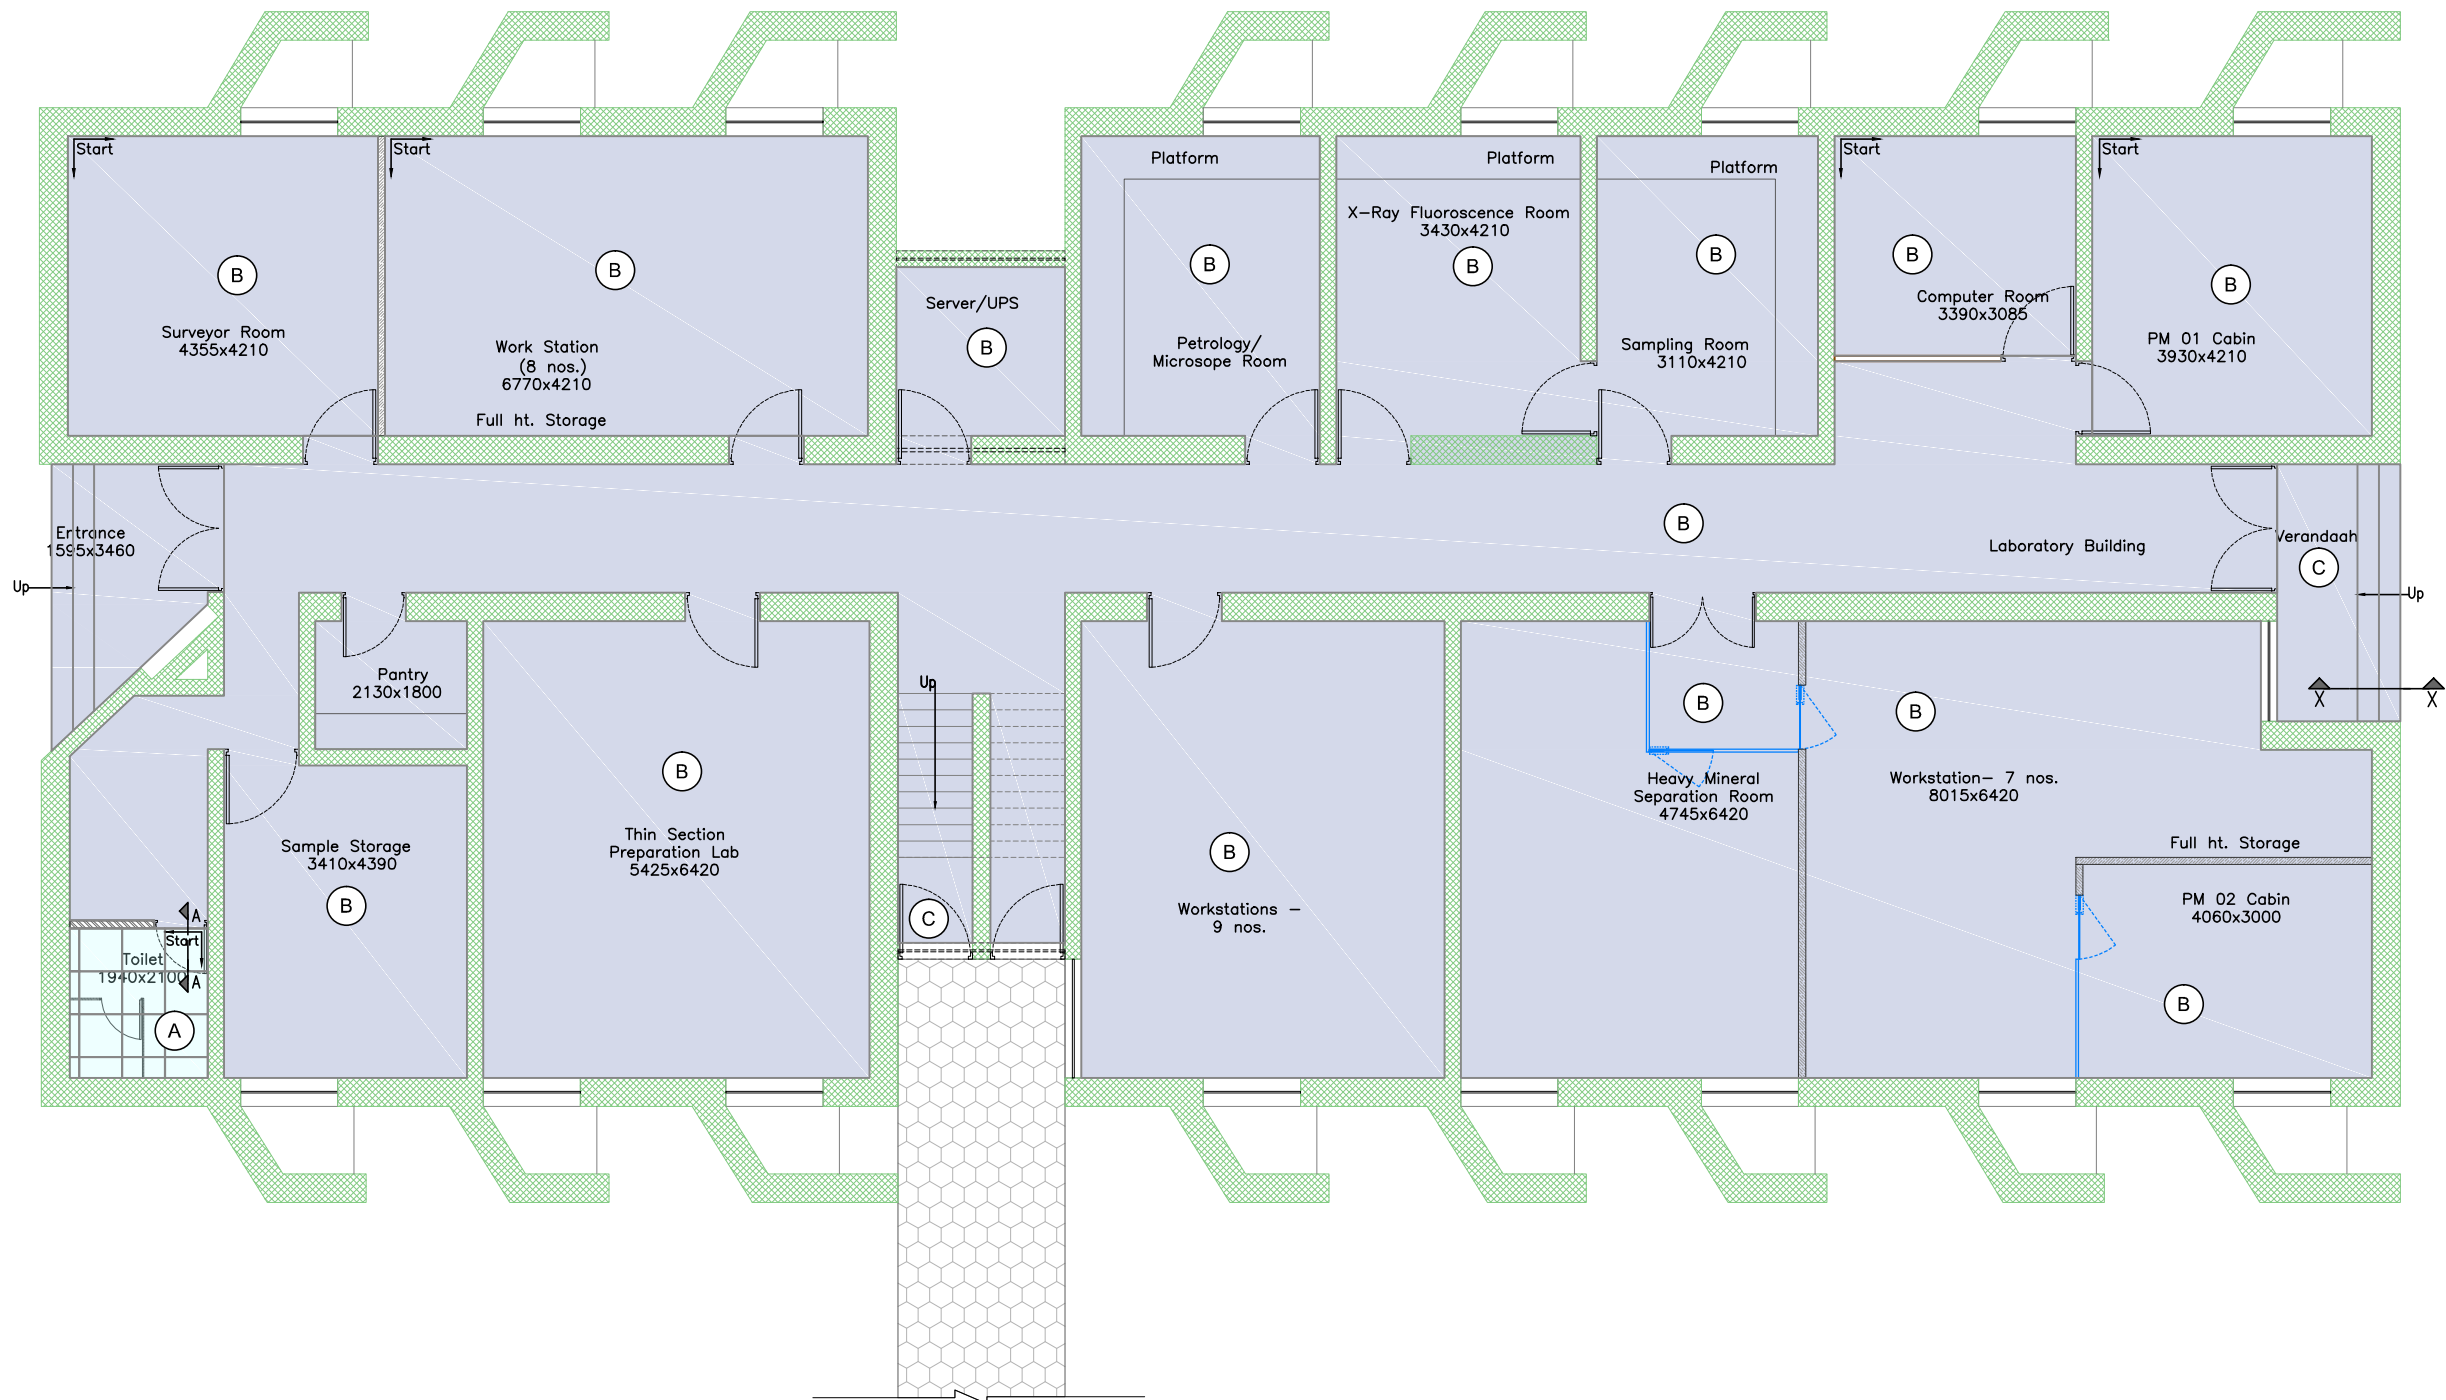 Start
Start
Platform
Platform
Platform
Start
Start
X-Ray Fluoroscence Room
3430x4210
B
B
B
B
B
B
B
Server/UPS
B
Computer Room
3390x3085
Surveyor Room
4355x4210
Work Station
(8 nos.)
6770x4210
Petrology/
Microsope Room
Sampling Room
3110x4210
PM 01 Cabin
3930x4210
Full ht. Storage
Entrance
1595x3460
B
Laboratory Building
Verandaah
C
Up
Up
Pantry
2130x1800
Up
B
B
X
X
B
Heavy Mineral
Separation Room
4745x6420
Workstation- 7 nos.
8015x6420
Thin Section
Preparation Lab
5425x6420
Sample Storage
3410x4390
B
B
Full ht. Storage
PM 02 Cabin
4060x3000
A
Start
C
Workstations -
9 nos.
Toilet
1940x2100
A
A
B